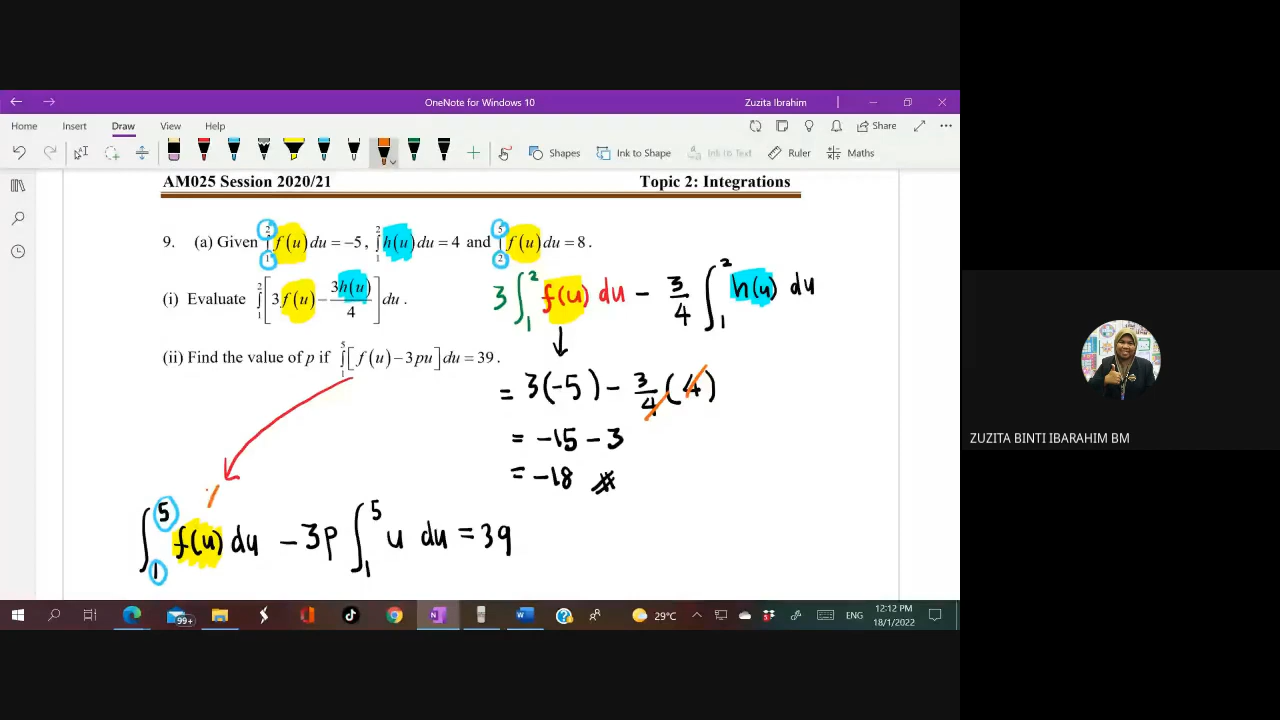 OneNote for Windows 10
Zuzita Ibrahim
Home Insert Draw View Help
Share
Shapes Ink to Shape Ink to Text Ruler Maths
AM025 Session 2020/21 Topic 2: Integrations
9. (a) Given ∫₁² f(u) du = −5, ∫₁² h(u) du = 4 and ∫₂⁵ f(u) du = 8.
(i) Evaluate ∫₁² [3f(u) − 3h(u)/4] du.
3 ∫₁² f(u) du − 3/4 ∫₁² h(u) du
(ii) Find the value of p if ∫₁⁵ [f(u) − 3pu] du = 39.
= 3(-5) − 3/4 (4)
= -15 - 3
= -18
∫₁⁵ f(u) du − 3p ∫₁⁵ u du = 39
ZUZITA BINTI IBARAHIM BM
99+
29°C
ENG
12:12 PM
18/1/2022